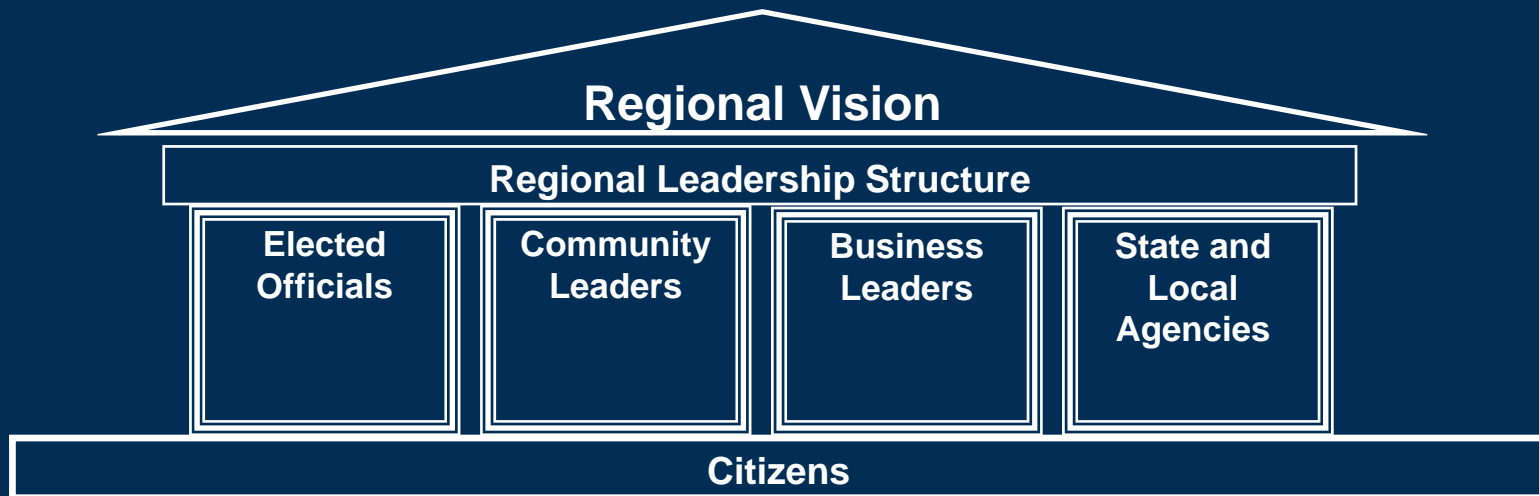 Regional Vision
Regional Leadership Structure
Elected
Officials
Community
Leaders
Business
Leaders
State and
Local
Agencies
Citizens